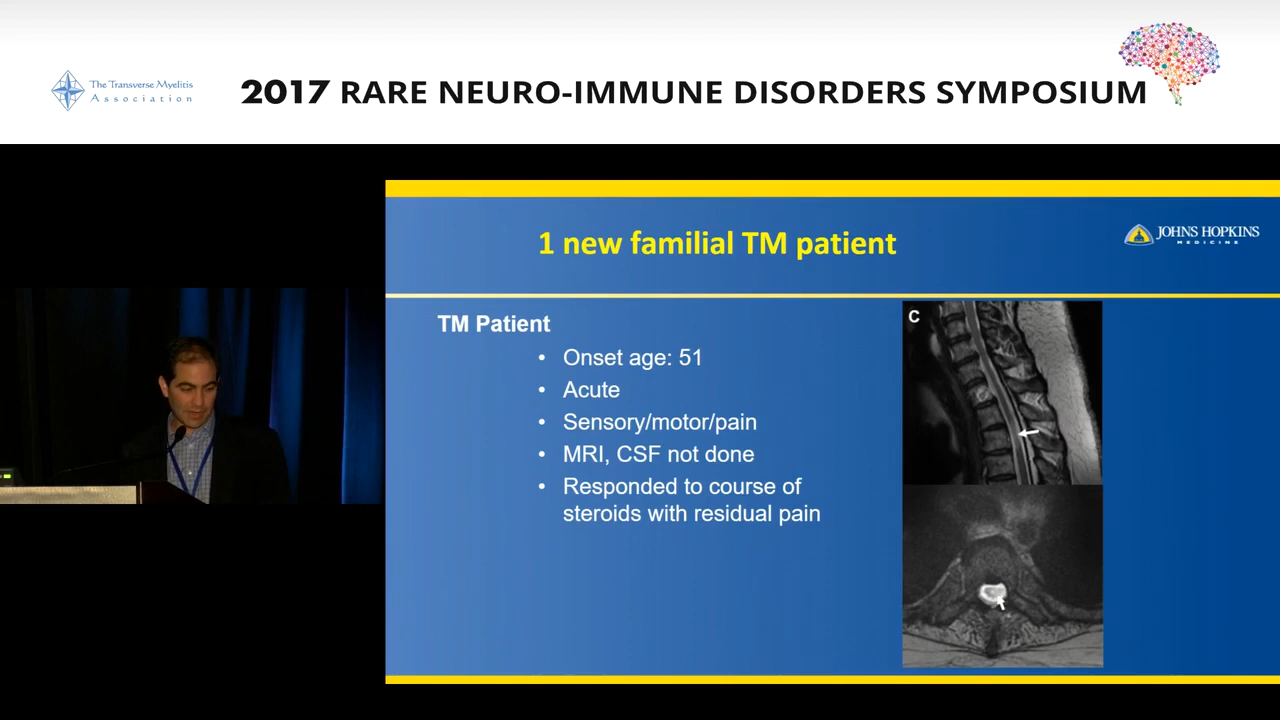 The Transverse Myelitis
Association
2017 RARE NEURO-IMMUNE DISORDERS SYMPOSIUM
1 new familial TM patient
JOHNS HOPKINS
MEDICINE
TM Patient
• Onset age: 51
• Acute
• Sensory/motor/pain
• MRI, CSF not done
• Responded to course of
steroids with residual pain
C